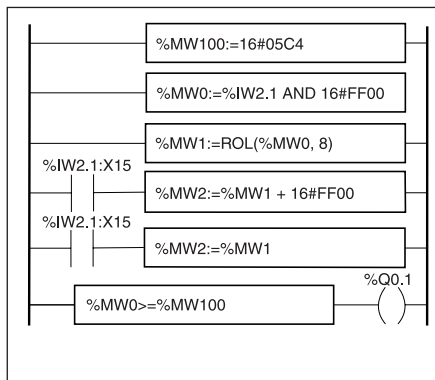 %MW100:=16#05C4
%MW0:=%IW2.1 AND 16#FF00
%MW1:=ROL(%MW0, 8)
%IW2.1:X15
%MW2:=%MW1 + 16#FF00
%IW2.1:X15
%MW2:=%MW1
%Q0.1
%MW0>=%MW100